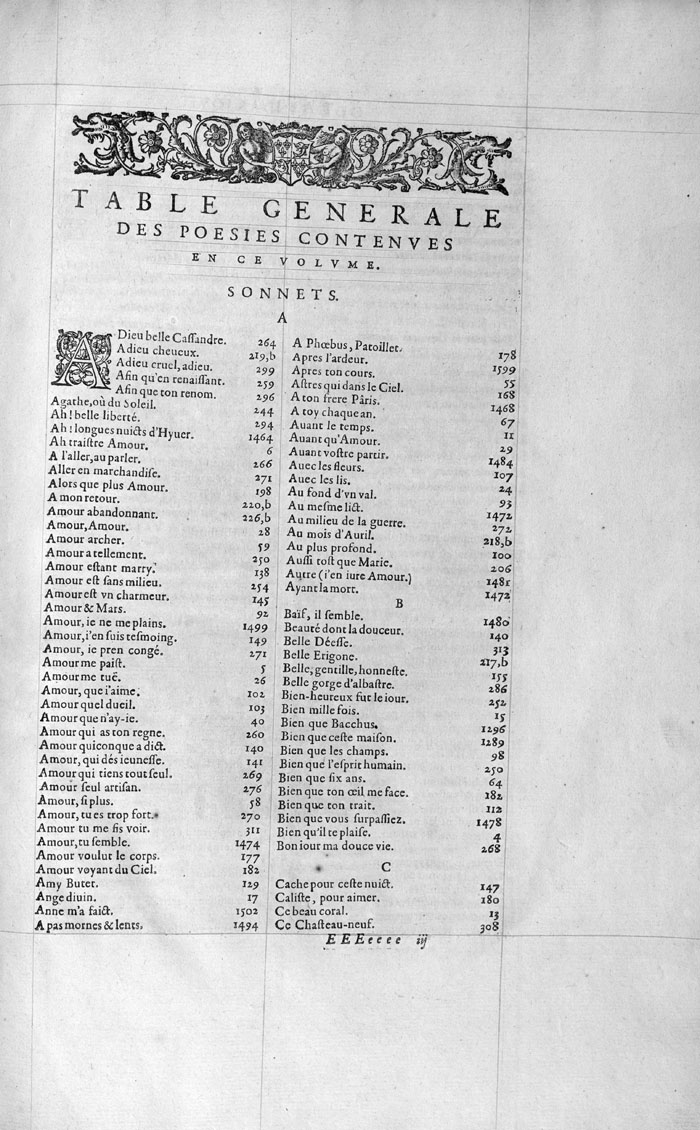 TABLE GENERALE
DES POESIES CONTENVES
EN CE VOLVME.
SONNETS.
A
ADieu belle Caſſandre. 264
Adieu cheueux. 219,b
Adieu cruel, adieu. 299
Afin qu'en renaiſſant. 259
Afin que ton renom. 296
Agathe, où du Soleil. 244
Ah! belle liberté. 294
Ah! longues nuicts d'Hyuer. 1464
Ah traiſtre Amour. 6
A l'aller, au parler. 266
Aller en marchandiſe. 271
Alors que plus Amour. 198
A mon retour. 220,b
Amour abandonnant. 226,b
Amour, Amour. 28
Amour archer. 59
Amour a tellement. 250
Amour eſtant marry. 138
Amour eſt ſans milieu. 254
Amour eſt vn charmeur. 145
Amour & Mars. 92
Amour, ie ne me plains. 1499
Amour, i'en ſuis teſmoing. 149
Amour, ie pren congé. 271
Amour me paiſt. 5
Amour me tuë. 26
Amour, que i'aime. 102
Amour quel dueil. 103
Amour que n'ay-ie. 40
Amour qui as ton regne. 260
Amour quiconque a dict. 140
Amour, qui dés ieuneſſe. 141
Amour qui tiens tout ſeul. 269
Amour ſeul artiſan. 276
Amour, ſi plus. 58
Amour, tu es trop fort. 270
Amour tu me fis voir. 311
Amour, tu ſemble. 1474
Amour voulut le corps. 177
Amour voyant du Ciel. 182
Amy Butet. 129
Ange diuin. 17
Anne m'a faict. 1502
A pas mornes & lents. 1494
A Phœbus, Patoillet. 178
Apres l'ardeur. 1599
Apres ton cours. 55
Aſtres qui dans le Ciel. 168
A ton frere Pâris. 1468
A toy chaque an. 67
Auant le temps. 11
Auant qu'Amour. 29
Auant voſtre partir. 1484
Auec les fleurs. 107
Auec les lis. 24
Au fond d'vn val. 93
Au meſme lict. 1472
Au milieu de la guerre. 272
Au mois d'Auril. 218,b
Au plus profond. 100
Auſſi toſt que Marie. 206
Autre (i'en iure Amour.) 1481
Ayant la mort. 1472
B
Baïf, il ſemble. 1480
Beauté dont la douceur. 140
Belle Déeſſe. 313
Belle Erigone. 217,b
Belle, gentille, honneſte. 155
Belle gorge d'albaſtre. 286
Bien-heureux fut le iour. 252
Bien mille fois. 15
Bien que Bacchus. 1296
Bien que ceſte maiſon. 1289
Bien que les champs. 98
Bien que l'eſprit humain. 250
Bien que ſix ans. 64
Bien que ton œil me face. 182
Bien que ton trait. 112
Bien que vous ſurpaſſiez. 1478
Bien qu'il te plaiſe. 4
Bon iour ma douce vie. 268
C
Cache pour ceſte nuict. 147
Caliſte, pour aimer. 180
Ce beau coral. 13
Ce Chaſteau-neuf. 308
EEEeeee iij